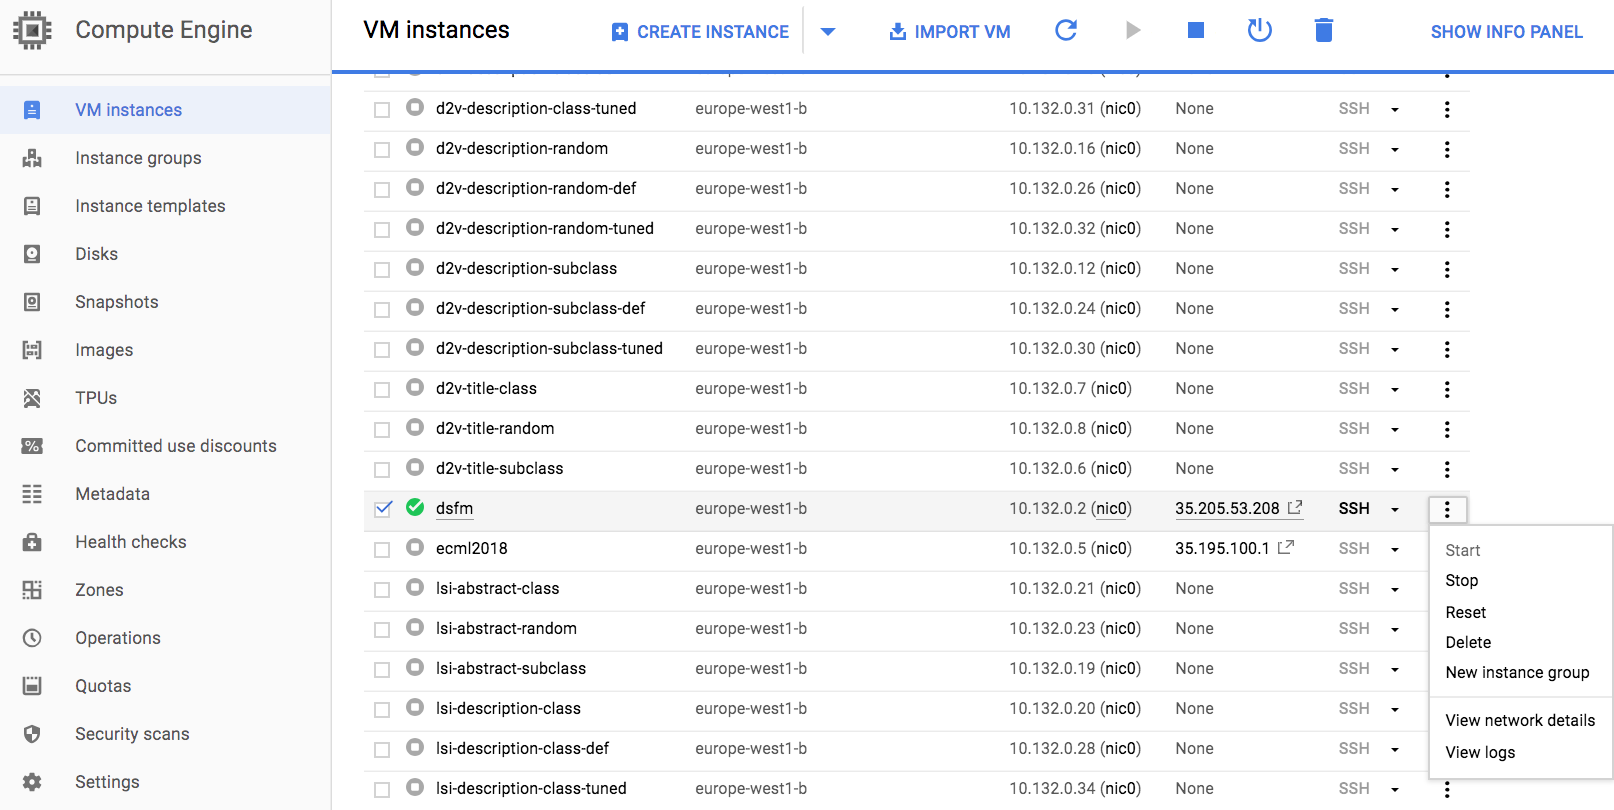 Compute Engine
VM instances
CREATE INSTANCE
IMPORT VM
SHOW INFO PANEL
VM instances
Instance groups
Instance templates
Disks
Snapshots
Images
TPUs
Committed use discounts
Metadata
Health checks
Zones
Operations
Quotas
Security scans
Settings
d2v-description-class-tuned europe-west1-b 10.132.0.31 (nic0) None SSH
d2v-description-random europe-west1-b 10.132.0.16 (nic0) None SSH
d2v-description-random-def europe-west1-b 10.132.0.26 (nic0) None SSH
d2v-description-random-tuned europe-west1-b 10.132.0.32 (nic0) None SSH
d2v-description-subclass europe-west1-b 10.132.0.12 (nic0) None SSH
d2v-description-subclass-def europe-west1-b 10.132.0.24 (nic0) None SSH
d2v-description-subclass-tuned europe-west1-b 10.132.0.30 (nic0) None SSH
d2v-title-class europe-west1-b 10.132.0.7 (nic0) None SSH
d2v-title-random europe-west1-b 10.132.0.8 (nic0) None SSH
d2v-title-subclass europe-west1-b 10.132.0.6 (nic0) None SSH
dsfm europe-west1-b 10.132.0.2 (nic0) 35.205.53.208 SSH
ecml2018 europe-west1-b 10.132.0.5 (nic0) 35.195.100.1 SSH
lsi-abstract-class europe-west1-b 10.132.0.21 (nic0) None SSH
lsi-abstract-random europe-west1-b 10.132.0.23 (nic0) None SSH
lsi-abstract-subclass europe-west1-b 10.132.0.19 (nic0) None SSH
lsi-description-class europe-west1-b 10.132.0.20 (nic0) None SSH
lsi-description-class-def europe-west1-b 10.132.0.28 (nic0) None SSH
lsi-description-class-tuned europe-west1-b 10.132.0.34 (nic0) None SSH
Start
Stop
Reset
Delete
New instance group
View network details
View logs